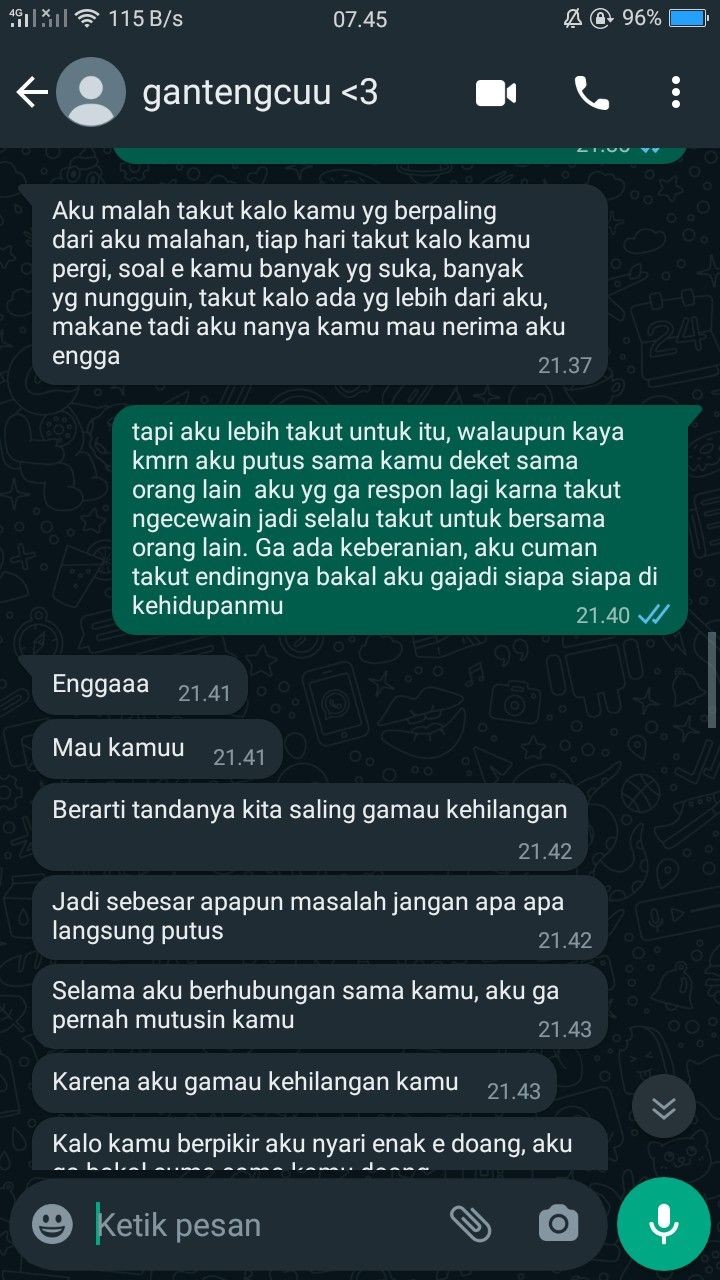 4G 115 B/s 07.45 96%
gantengcuu <3
Aku malah takut kalo kamu yg berpaling
dari aku malahan, tiap hari takut kalo kamu
pergi, soal e kamu banyak yg suka, banyak
yg nungguin, takut kalo ada yg lebih dari aku,
makane tadi aku nanya kamu mau nerima aku
engga
21.37
tapi aku lebih takut untuk itu, walaupun kaya
kmrn aku putus sama kamu deket sama
orang lain aku yg ga respon lagi karna takut
ngecewain jadi selalu takut untuk bersama
orang lain. Ga ada keberanian, aku cuman
takut endingnya bakal aku gajadi siapa siapa di
kehidupanmu
21.40
Enggaaa 21.41
Mau kamuu 21.41
Berarti tandanya kita saling gamau kehilangan
21.42
Jadi sebesar apapun masalah jangan apa apa
langsung putus
21.42
Selama aku berhubungan sama kamu, aku ga
pernah mutusin kamu
21.43
Karena aku gamau kehilangan kamu 21.43
Kalo kamu berpikir aku nyari enak e doang, aku
Ketik pesan